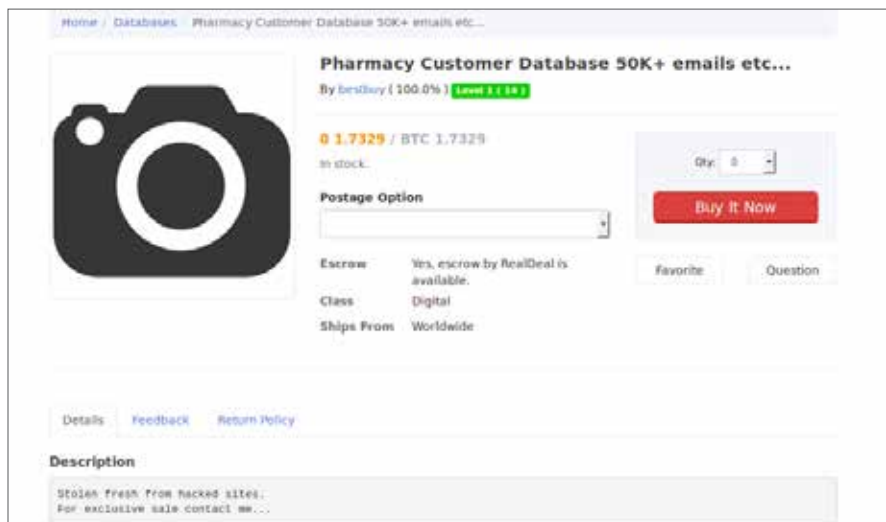 Home / Databases / Pharmacy Customer Database 50K+ emails etc...
Pharmacy Customer Database 50K+ emails etc...
By bestbuy ( 100.0% ) Level 1 ( 14 )
1.7329 / BTC 1.7329
In stock.
Qty: 0
Buy It Now
Postage Option
Escrow Yes, escrow by RealDeal is available.
Favorite Question
Class Digital
Ships From Worldwide
Details Feedback Return Policy
Description
Stolen fresh from hacked sites.
For exclusive sale contact me...